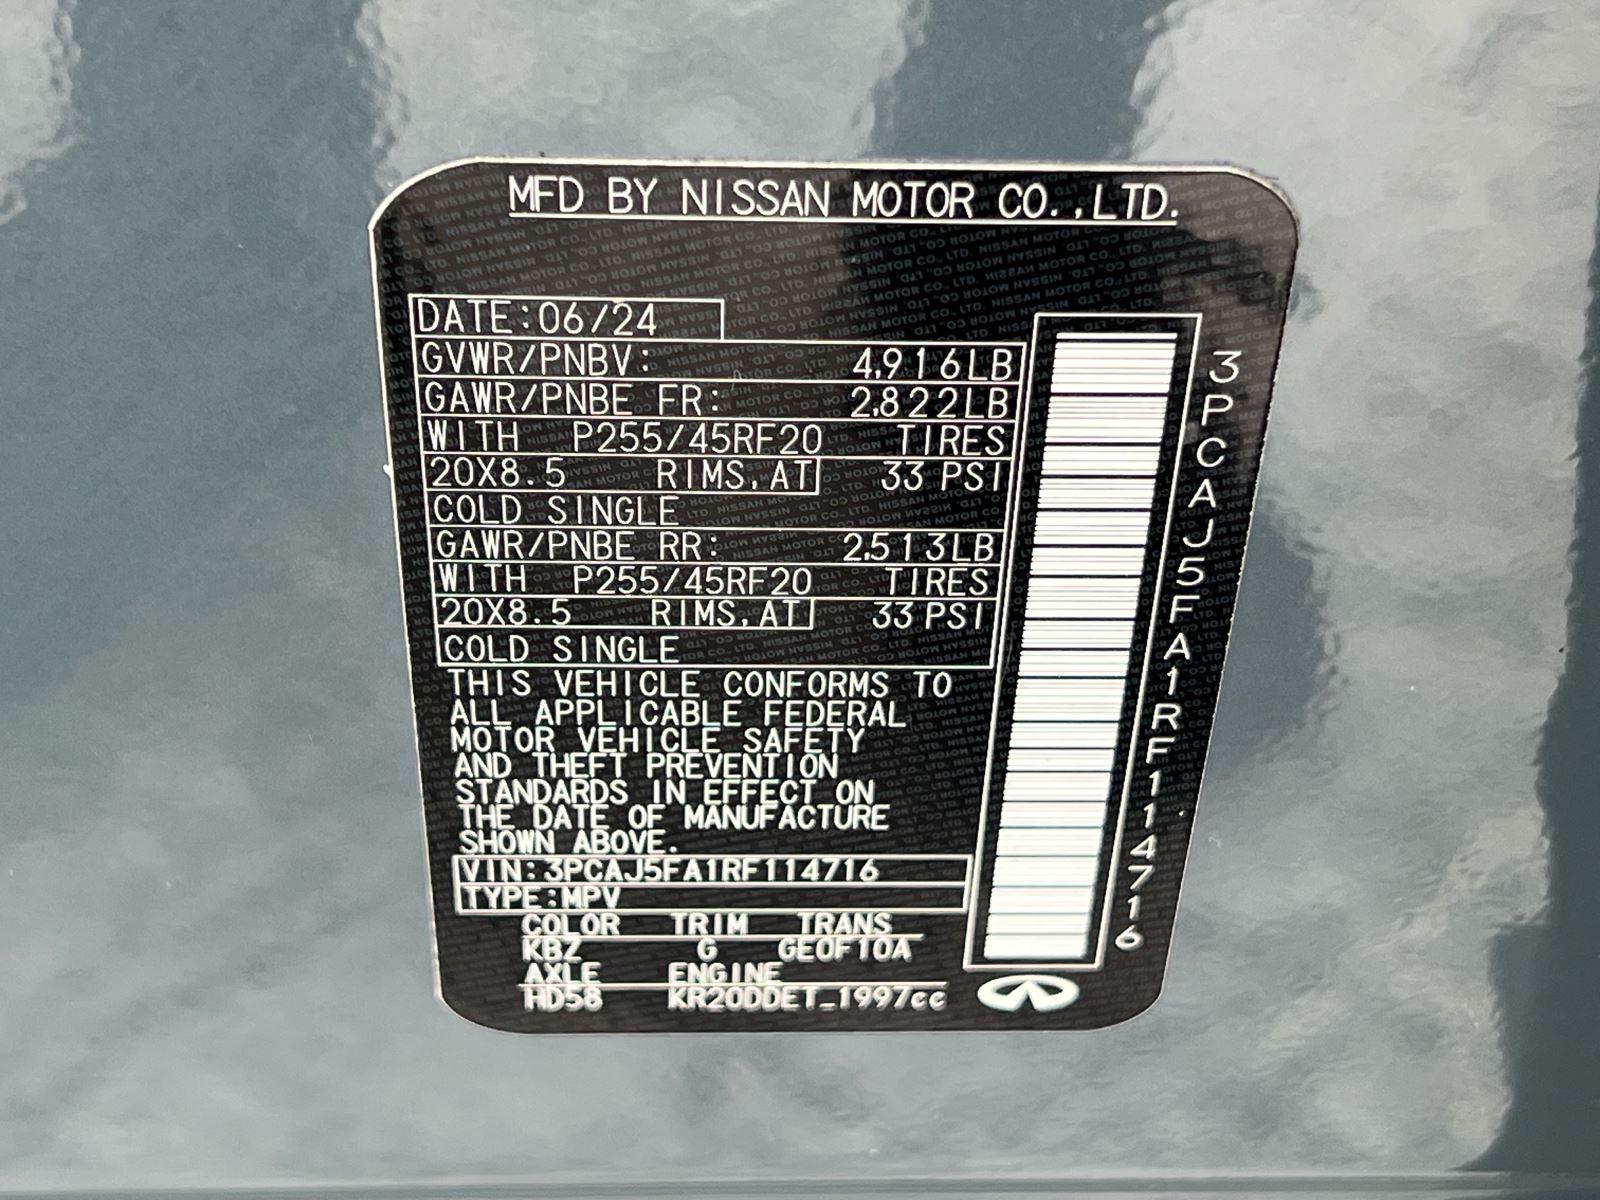 MFD BY NISSAN MOTOR CO.,LTD.
DATE:06/24
GVWR/PNBV: 4,916LB
GAWR/PNBE FR: 2,822LB
WITH P255/45RF20 TIRES
20X8.5 RIMS,AT 33 PSI
COLD SINGLE
GAWR/PNBE RR: 2,513LB
WITH P255/45RF20 TIRES
20X8.5 RIMS,AT 33 PSI
COLD SINGLE
THIS VEHICLE CONFORMS TO
ALL APPLICABLE FEDERAL
MOTOR VEHICLE SAFETY
AND THEFT PREVENTION
STANDARDS IN EFFECT ON
THE DATE OF MANUFACTURE
SHOWN ABOVE.
VIN:3PCAJ5FA1RF114716
TYPE:MPV
COLOR TRIM TRANS
KBZ G GE0F10A
AXLE ENGINE
HD58 KR20DDET_1997cc
3PCAJ5FA1RF114716